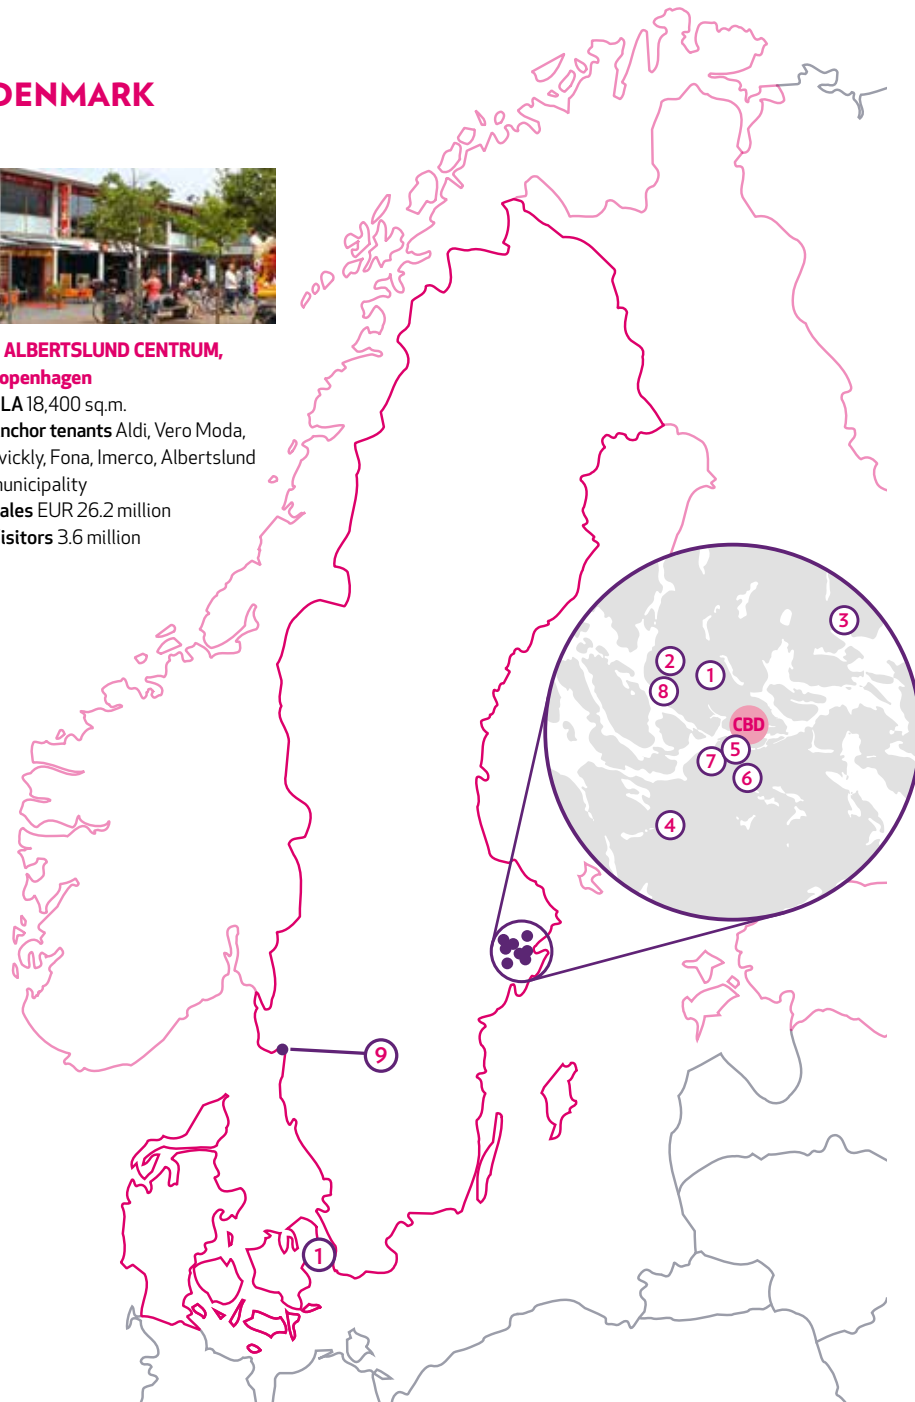 DENMARK
ALBERTSLUND CENTRUM,
openhagen
LA 18,400 sq.m.
nchor tenants Aldi, Vero Moda,
vickly, Fona, Imerco, Albertslund
unicipality
ales EUR 26.2 million
isitors 3.6 million
3
2
1
8
CBD
5
7
6
4
9
1